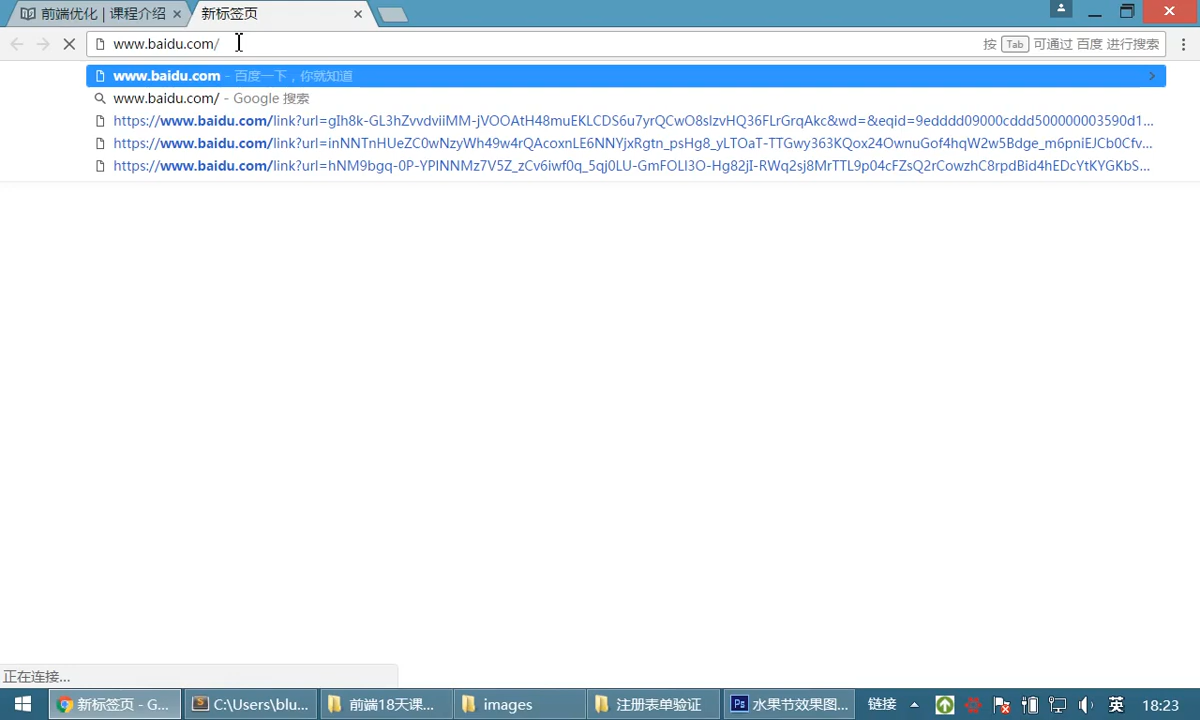 前端优化 | 课程介绍
新标签页
www.baidu.com/
按 Tab 可通过 百度 进行搜索
www.baidu.com - 百度一下，你就知道
www.baidu.com/ - Google 搜索
https://www.baidu.com/link?url=gIh8k-GL3hZvvdviiMM-jVOOAtH48muEKLCDS6u7yrQCwO8slzvHQ36FLrGrqAkc&wd=&eqid=9edddd09000cddd500000003590d1...
https://www.baidu.com/link?url=inNNTnHUeZC0wNzyWh49w4rQAcoxnLE6NNYjxRgtn_psHg8_yLTOaT-TTGwy363KQox24OwnuGof4hqW2w5Bdge_m6pniEJCb0Cfv...
https://www.baidu.com/link?url=hNM9bgq-0P-YPINNMz7V5Z_zCv6iwf0q_5qj0LU-GmFOLI3O-Hg82jI-RWq2sj8MrTTL9p04cFZsQ2rCowzhC8rpdBid4hEDcYtKYGKbS...
正在连接...
新标签页 - G...
C:\Users\blu...
前端18天课...
images
注册表单验证
Ps 水果节效果图...
链接
英
18:23